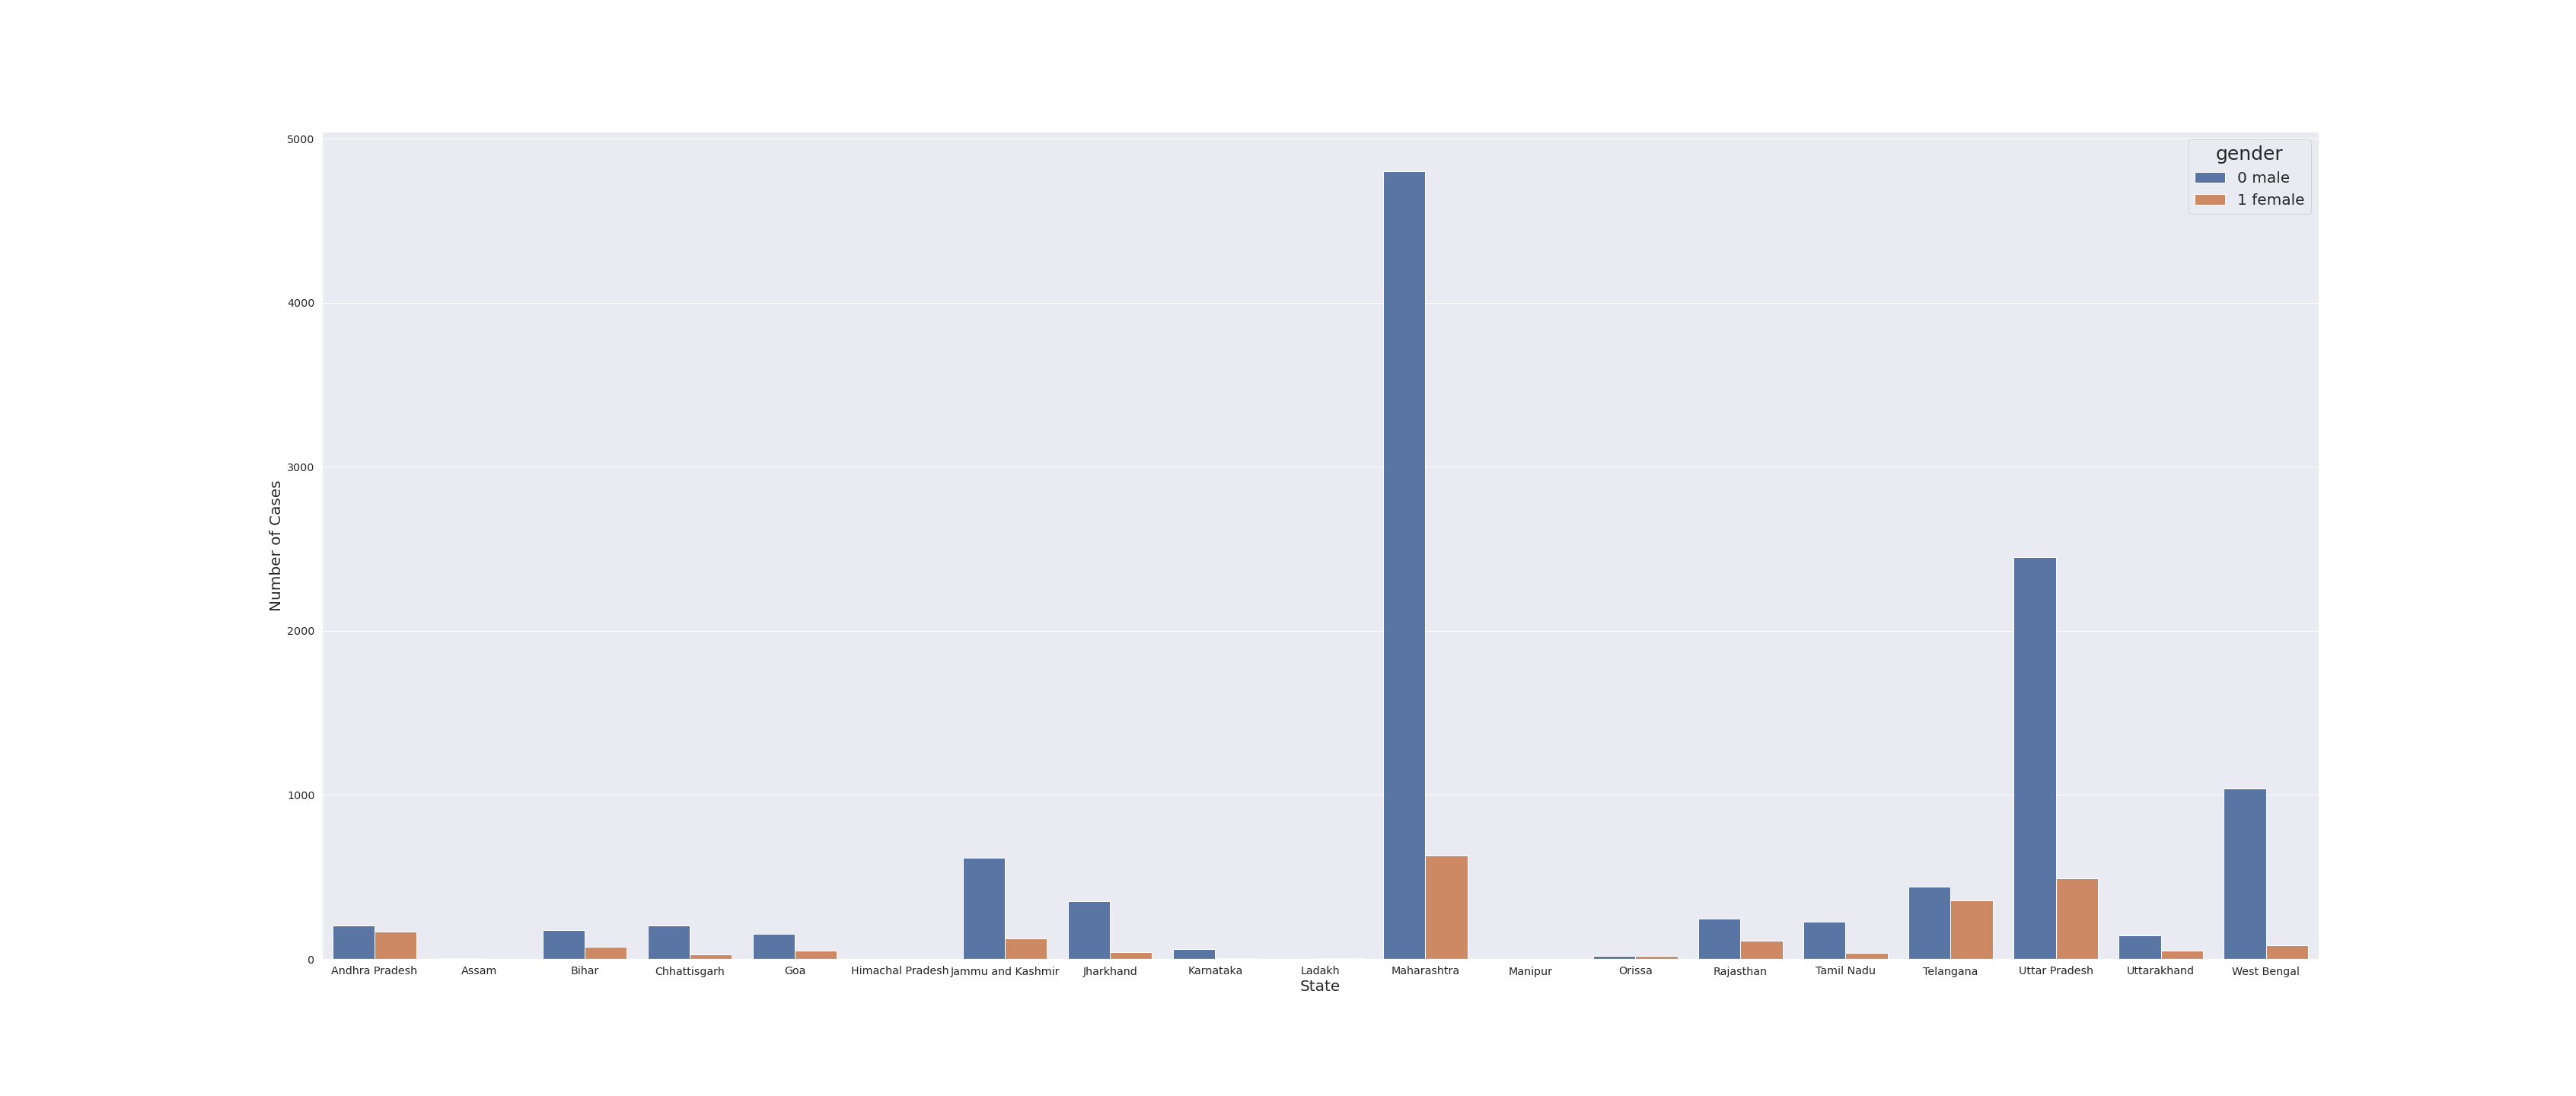 gender
0 male
1 female
5000
4000
3000
2000
1000
0
Number of Cases
Andhra Pradesh Assam Bihar Chhattisgarh Goa Himachal Pradesh Jammu and Kashmir Jharkhand Karnataka Ladakh Maharashtra Manipur Orissa Rajasthan Tamil Nadu Telangana Uttar Pradesh Uttarakhand West Bengal
State